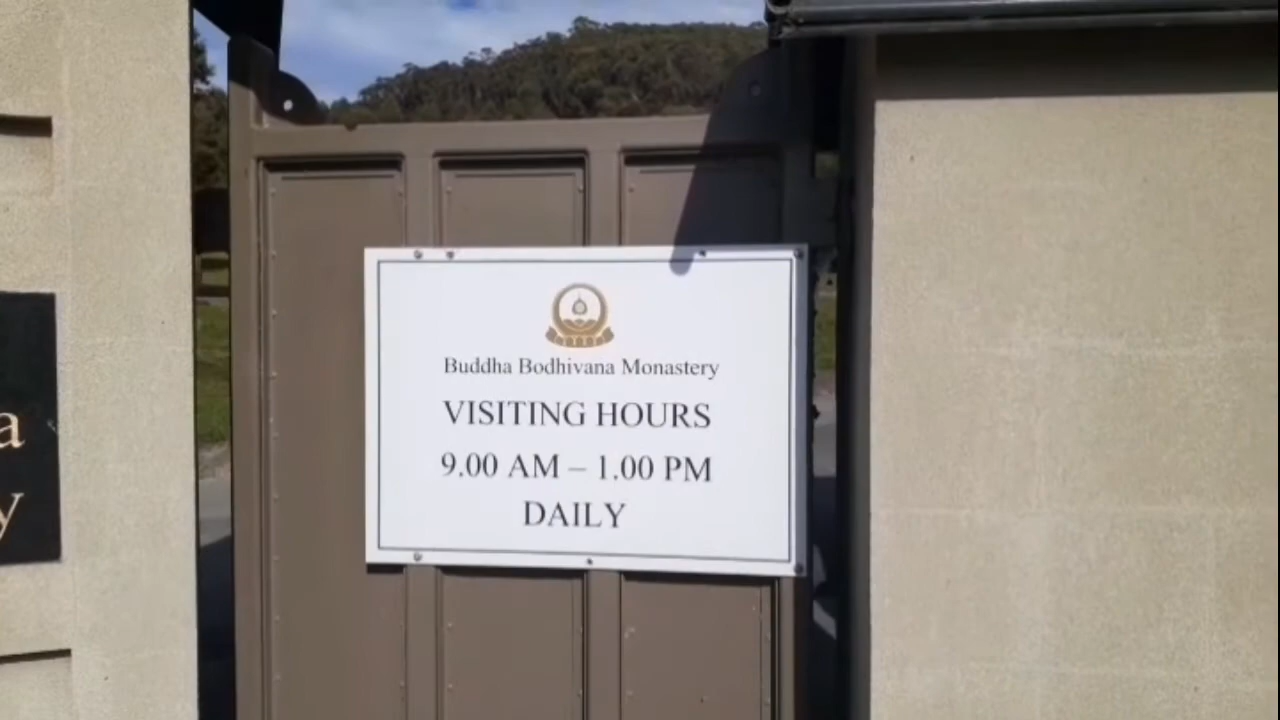 Buddha Bodhivana Monastery
VISITING HOURS
9.00 AM – 1.00 PM
DAILY
a
y